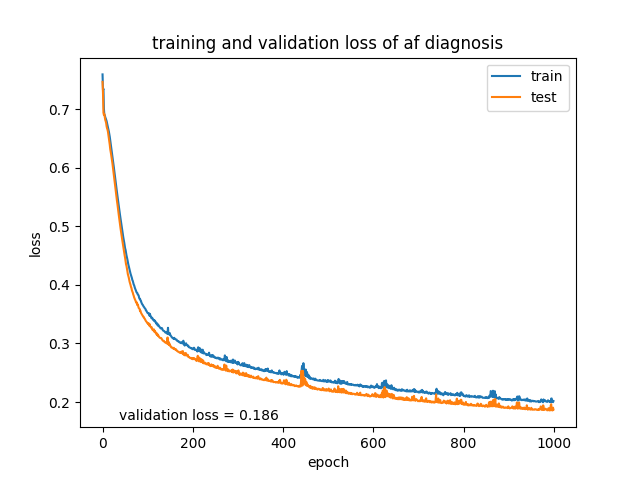 training and validation loss of af diagnosis
train
test
0.7
0.6
0.5
0.4
0.3
0.2
loss
validation loss = 0.186
0 200 400 600 800 1000
epoch